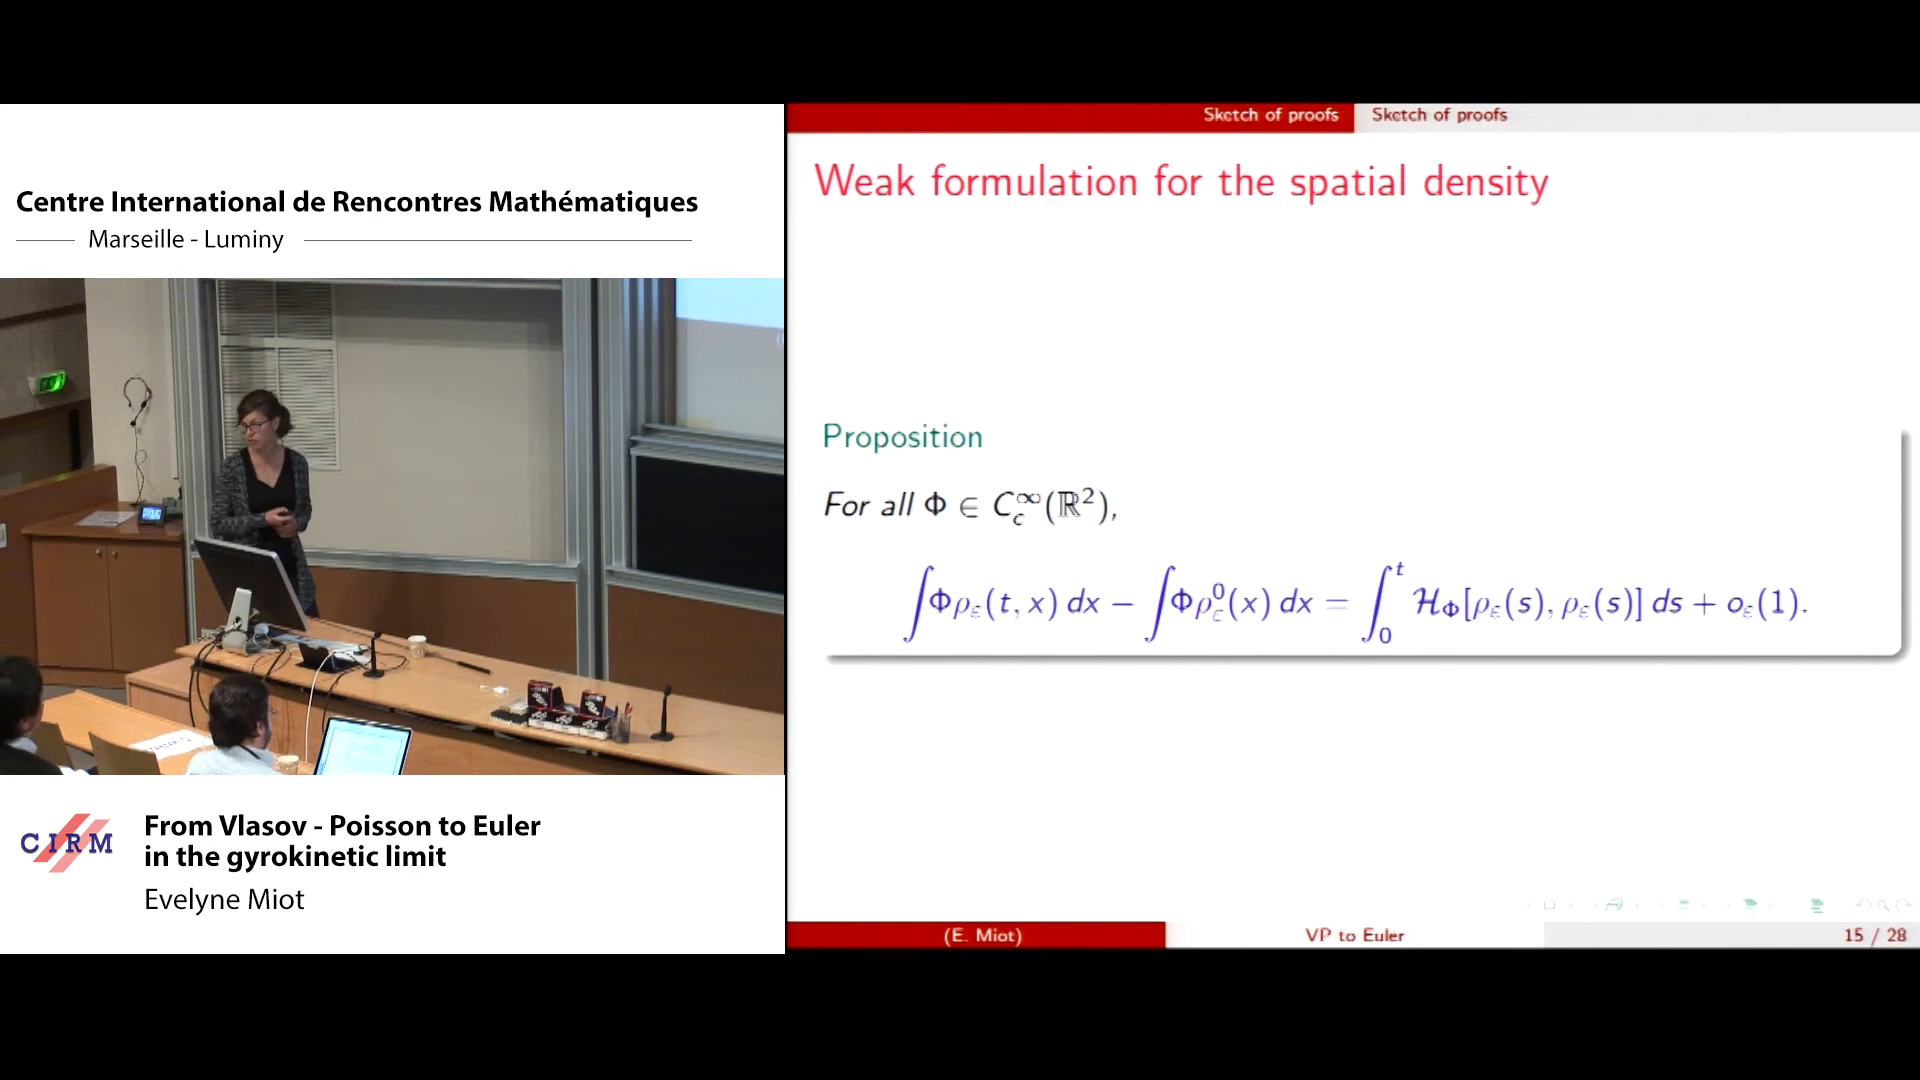 Centre International de Rencontres Mathématiques
Marseille - Luminy
CIRM
From Vlasov - Poisson to Euler
in the gyrokinetic limit
Evelyne Miot
Sketch of proofs
Sketch of proofs
Weak formulation for the spatial density
Proposition
For all Φ ∈ C_c^∞(ℝ²),
∫Φρ_ε(t, x) dx − ∫Φρ_ε^0(x) dx = ∫_0^t ℋ_Φ[ρ_ε(s), ρ_ε(s)] ds + o_ε(1).
(E. Miot)
VP to Euler
15 / 28